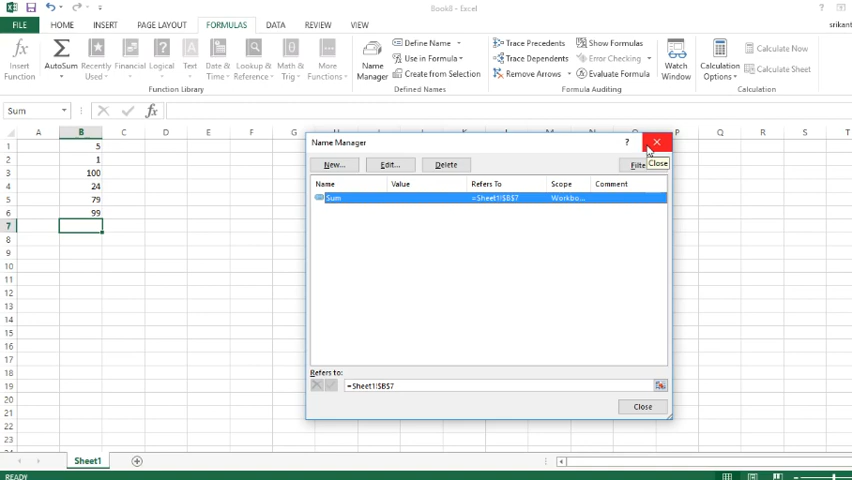 Book8 - Excel
?
FILE HOME INSERT PAGE LAYOUT FORMULAS DATA REVIEW VIEW srikant
Insert Function
AutoSum
Recently Used
Financial
Logical
Text
Date & Time
Lookup & Reference
Math & Trig
More Functions
Function Library
Name Manager
Define Name
Use in Formula
Create from Selection
Defined Names
Trace Precedents
Trace Dependents
Remove Arrows
Show Formulas
Error Checking
Evaluate Formula
Formula Auditing
Watch Window
Calculation Options
Calculate Now
Calculate Sheet
Calculation
Sum fx
A B C D E F G P Q R S
1 5
2 1
3 100
4 24
5 79
6 99
7
8
9
10
11
12
13
14
15
16
17
18
19
20
21
22
23
24
Name Manager ?
Close
New... Edit... Delete Filte
Name Value Refers To Scope Comment
Sum =Sheet1!$B$7 Workbo...
Refers to:
=Sheet1!$B$7
Close
Sheet1
READY